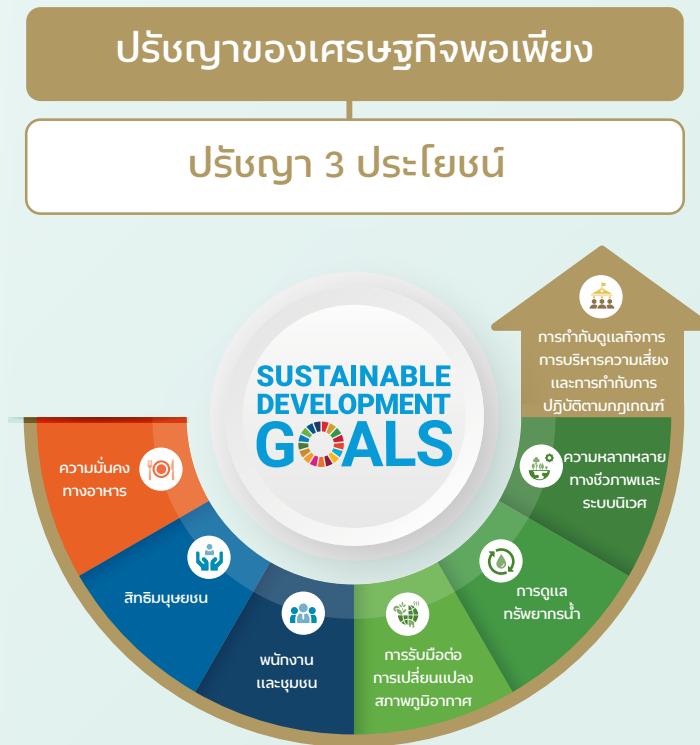 ปรัชญาของเศรษฐกิจพอเพียง
ปรัชญา 3 ประโยชน์
SUSTAINABLE
DEVELOPMENT
GOALS
การกำกับดูแลกิจการ
การบริหารความเสี่ยง
และการกำกับการ
ปฏิบัติตามกฎเกณฑ์
ความมั่นคง
ทางอาหาร
สิทธิมนุษยชน
พนักงาน
และชุมชน
การรับมือต่อ
การเปลี่ยนแปลง
สภาพภูมิอากาศ
การดูแล
ทรัพยากรน้ำ
ความหลากหลาย
ทางชีวภาพและ
ระบบนิเวศ